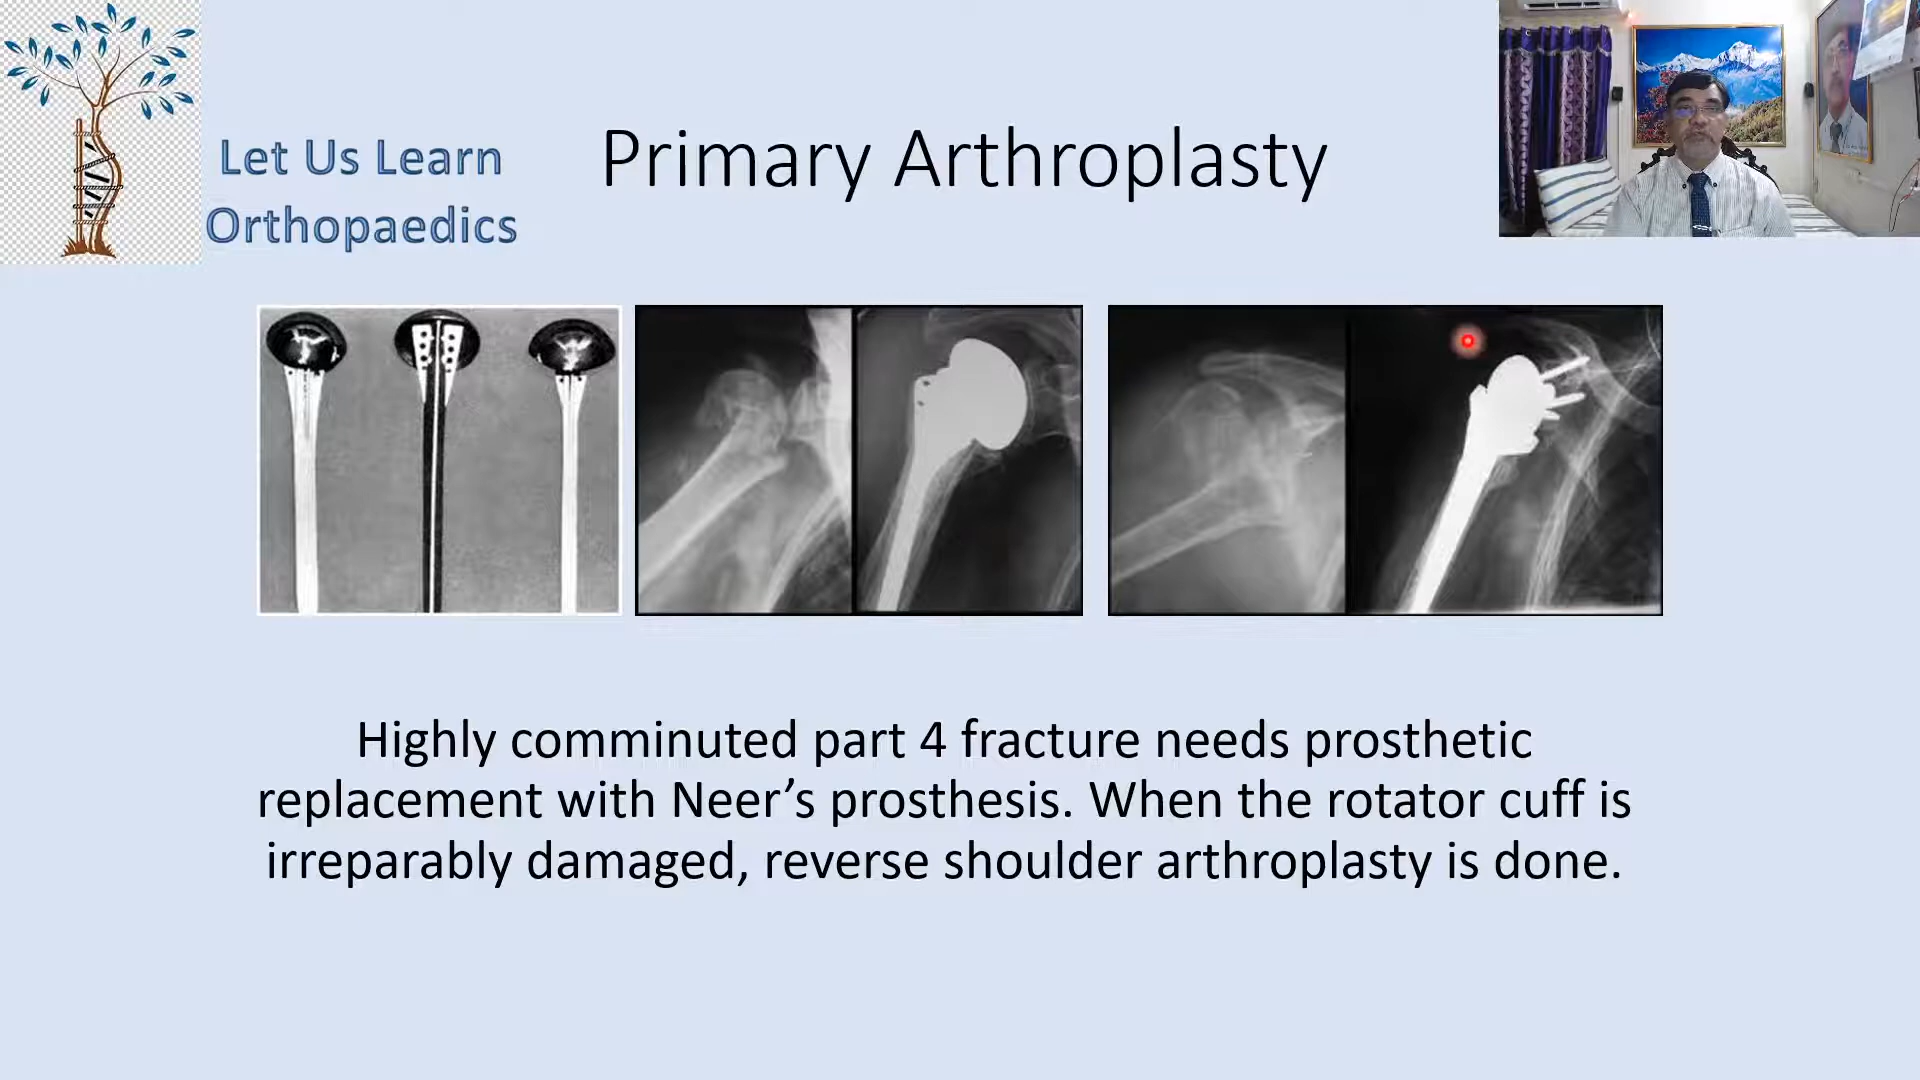 Let Us Learn
Orthopaedics
Primary Arthroplasty
Highly comminuted part 4 fracture needs prosthetic
replacement with Neer’s prosthesis. When the rotator cuff is
irreparably damaged, reverse shoulder arthroplasty is done.